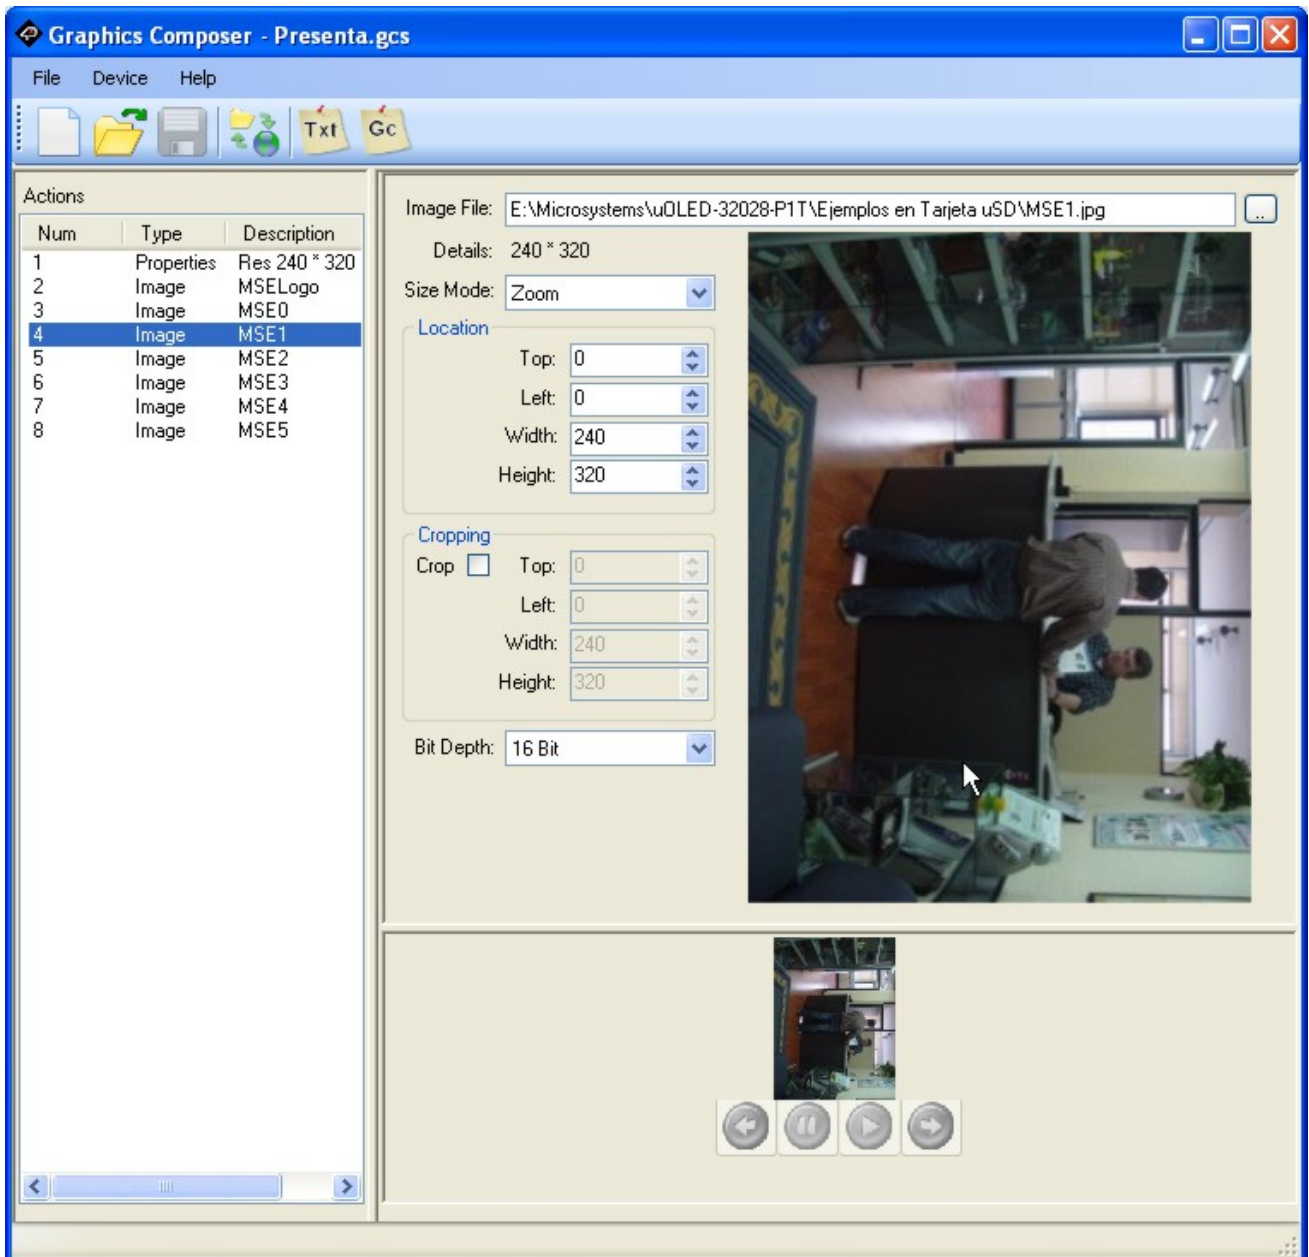 Graphics Composer - Presenta.gcs
File Device Help
Txt Gc
Actions
Num Type Description
1 Properties Res 240 * 320
2 Image MSELogo
3 Image MSE0
4 Image MSE1
5 Image MSE2
6 Image MSE3
7 Image MSE4
8 Image MSE5
Image File: E:\Microsystems\uOLED-32028-P1T\Ejemplos en Tarjeta uSD\MSE1.jpg ..
Details: 240 * 320
Size Mode: Zoom
Location
Top: 0
Left: 0
Width: 240
Height: 320
Cropping
Crop Top: 0
Left: 0
Width: 240
Height: 320
Bit Depth: 16 Bit